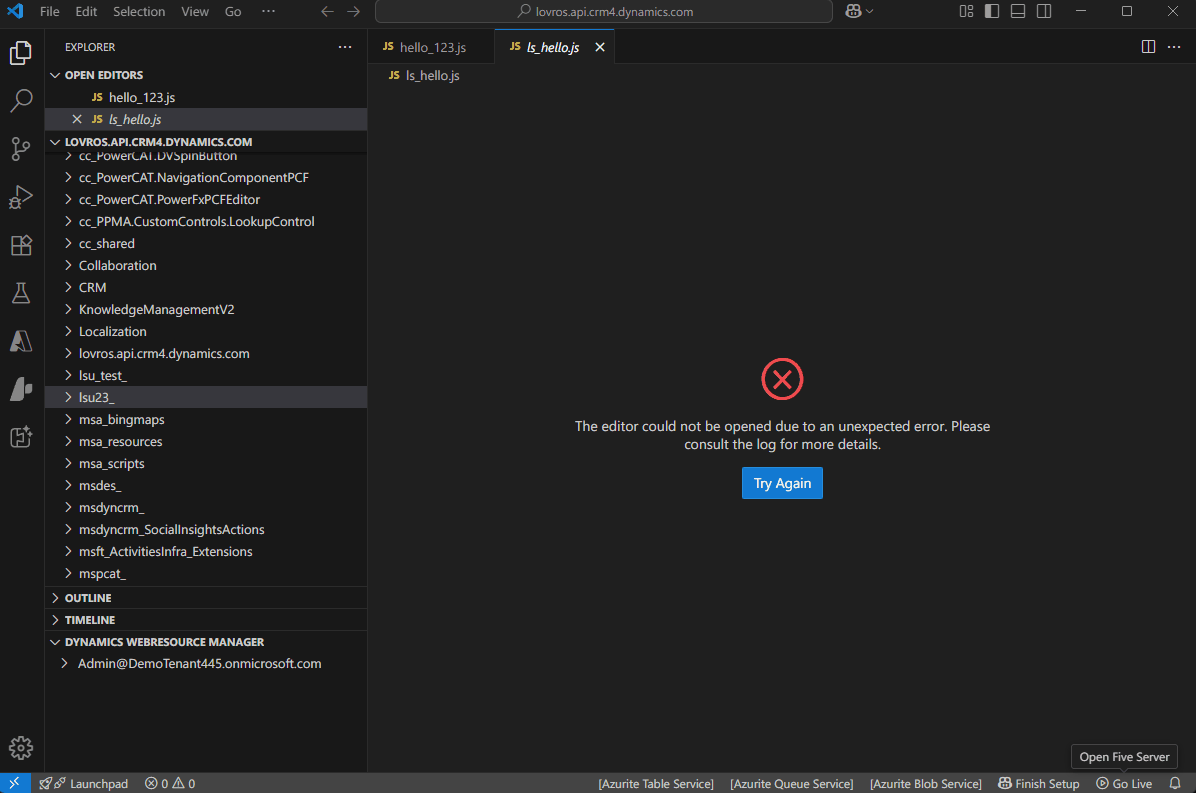 File Edit Selection View Go ··· lovros.api.crm4.dynamics.com
EXPLORER ···
OPEN EDITORS
JS hello_123.js
JS ls_hello.js
LOVROS.API.CRM4.DYNAMICS.COM
cc_PowerCAT.DVSpinButton
cc_PowerCAT.NavigationComponentPCF
cc_PowerCAT.PowerFxPCFEditor
cc_PPMA.CustomControls.LookupControl
cc_shared
Collaboration
CRM
KnowledgeManagementV2
Localization
lovros.api.crm4.dynamics.com
lsu_test_
lsu23_
msa_bingmaps
msa_resources
msa_scripts
msdes_
msdyncrm_
msdyncrm_SocialInsightsActions
msft_ActivitiesInfra_Extensions
mspcat_
OUTLINE
TIMELINE
DYNAMICS WEBRESOURCE MANAGER
Admin@DemoTenant445.onmicrosoft.com
JS hello_123.js JS ls_hello.js
JS ls_hello.js
The editor could not be opened due to an unexpected error. Please
consult the log for more details.
Try Again
Open Five Server
Launchpad 0 0 [Azurite Table Service] [Azurite Queue Service] [Azurite Blob Service] Finish Setup Go Live